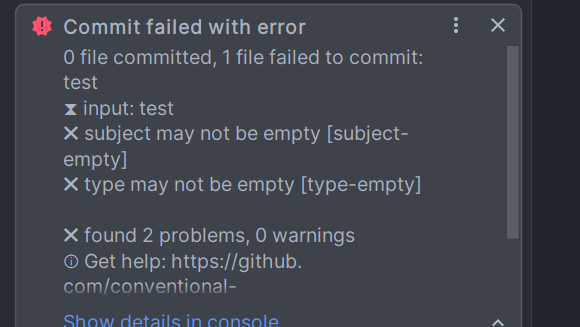 Commit failed with error
0 file committed, 1 file failed to commit:
test
⧗ input: test
✕ subject may not be empty [subject-
empty]
✕ type may not be empty [type-empty]
✕ found 2 problems, 0 warnings
ⓘ Get help: https://github.
com/conventional-
Show details in console